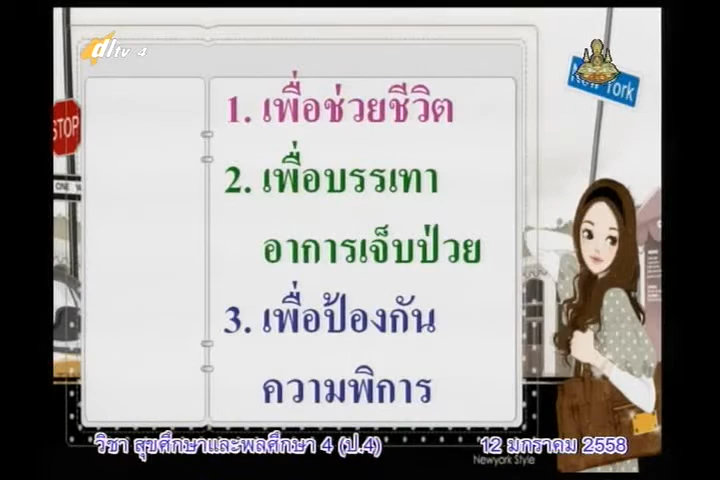 dltv 4
New York
STOP
ONE
1. เพื่อช่วยชีวิต
2. เพื่อบรรเทา
อาการเจ็บป่วย
3. เพื่อป้องกัน
ความพิการ
วิชา สุขศึกษาและพลศึกษา 4 (ป.4)
12 มกราคม 2558
Newyork Style